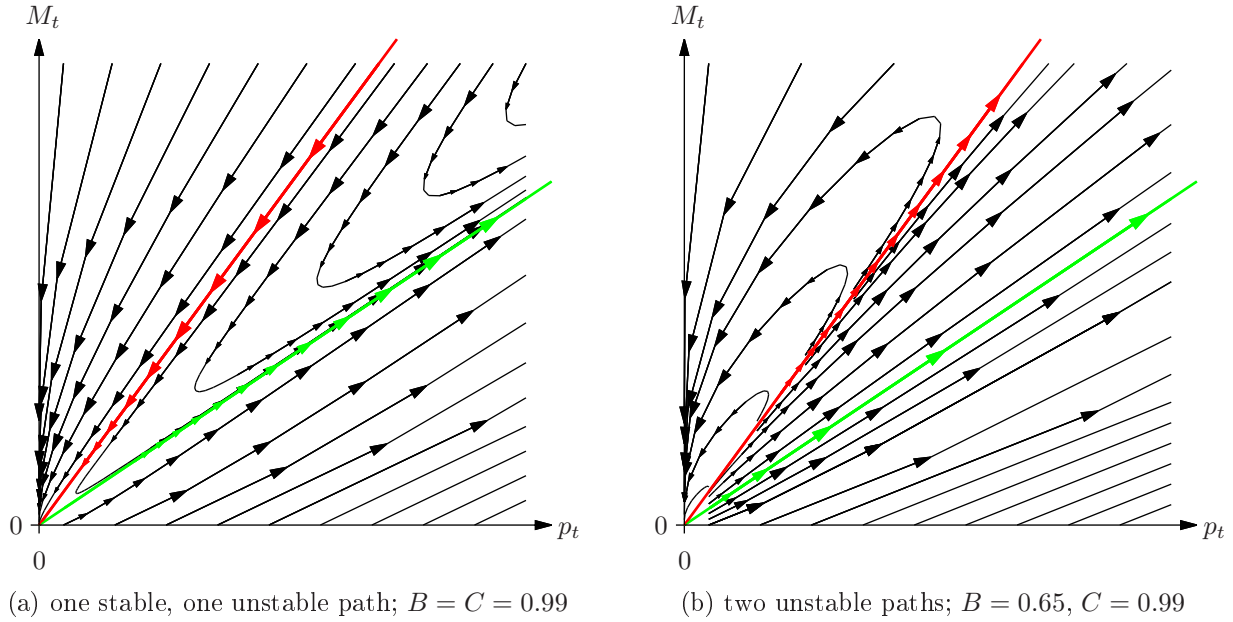 M_t
M_t
0
p_t
0
p_t
0
0
(a) one stable, one unstable path; B = C = 0.99
(b) two unstable paths; B = 0.65, C = 0.99